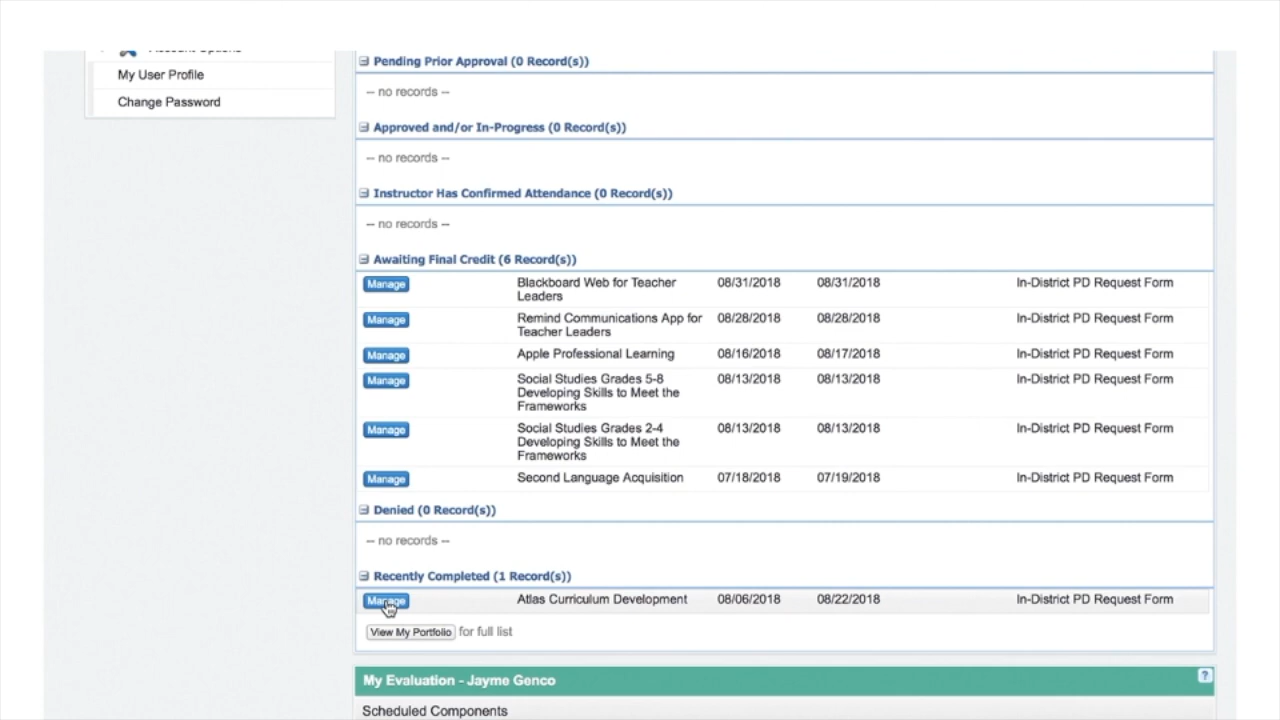 Account Options
My User Profile
Change Password
Pending Prior Approval (0 Record(s))
-- no records --
Approved and/or In-Progress (0 Record(s))
-- no records --
Instructor Has Confirmed Attendance (0 Record(s))
-- no records --
Awaiting Final Credit (6 Record(s))
Manage Blackboard Web for Teacher 08/31/2018 08/31/2018 In-District PD Request Form
Leaders
Manage Remind Communications App for 08/28/2018 08/28/2018 In-District PD Request Form
Teacher Leaders
Manage Apple Professional Learning 08/16/2018 08/17/2018 In-District PD Request Form
Manage Social Studies Grades 5-8 08/13/2018 08/13/2018 In-District PD Request Form
Developing Skills to Meet the
Frameworks
Manage Social Studies Grades 2-4 08/13/2018 08/13/2018 In-District PD Request Form
Developing Skills to Meet the
Frameworks
Manage Second Language Acquisition 07/18/2018 07/19/2018 In-District PD Request Form
Denied (0 Record(s))
-- no records --
Recently Completed (1 Record(s))
Manage Atlas Curriculum Development 08/06/2018 08/22/2018 In-District PD Request Form
View My Portfolio for full list
My Evaluation - Jayme Genco ?
Scheduled Components